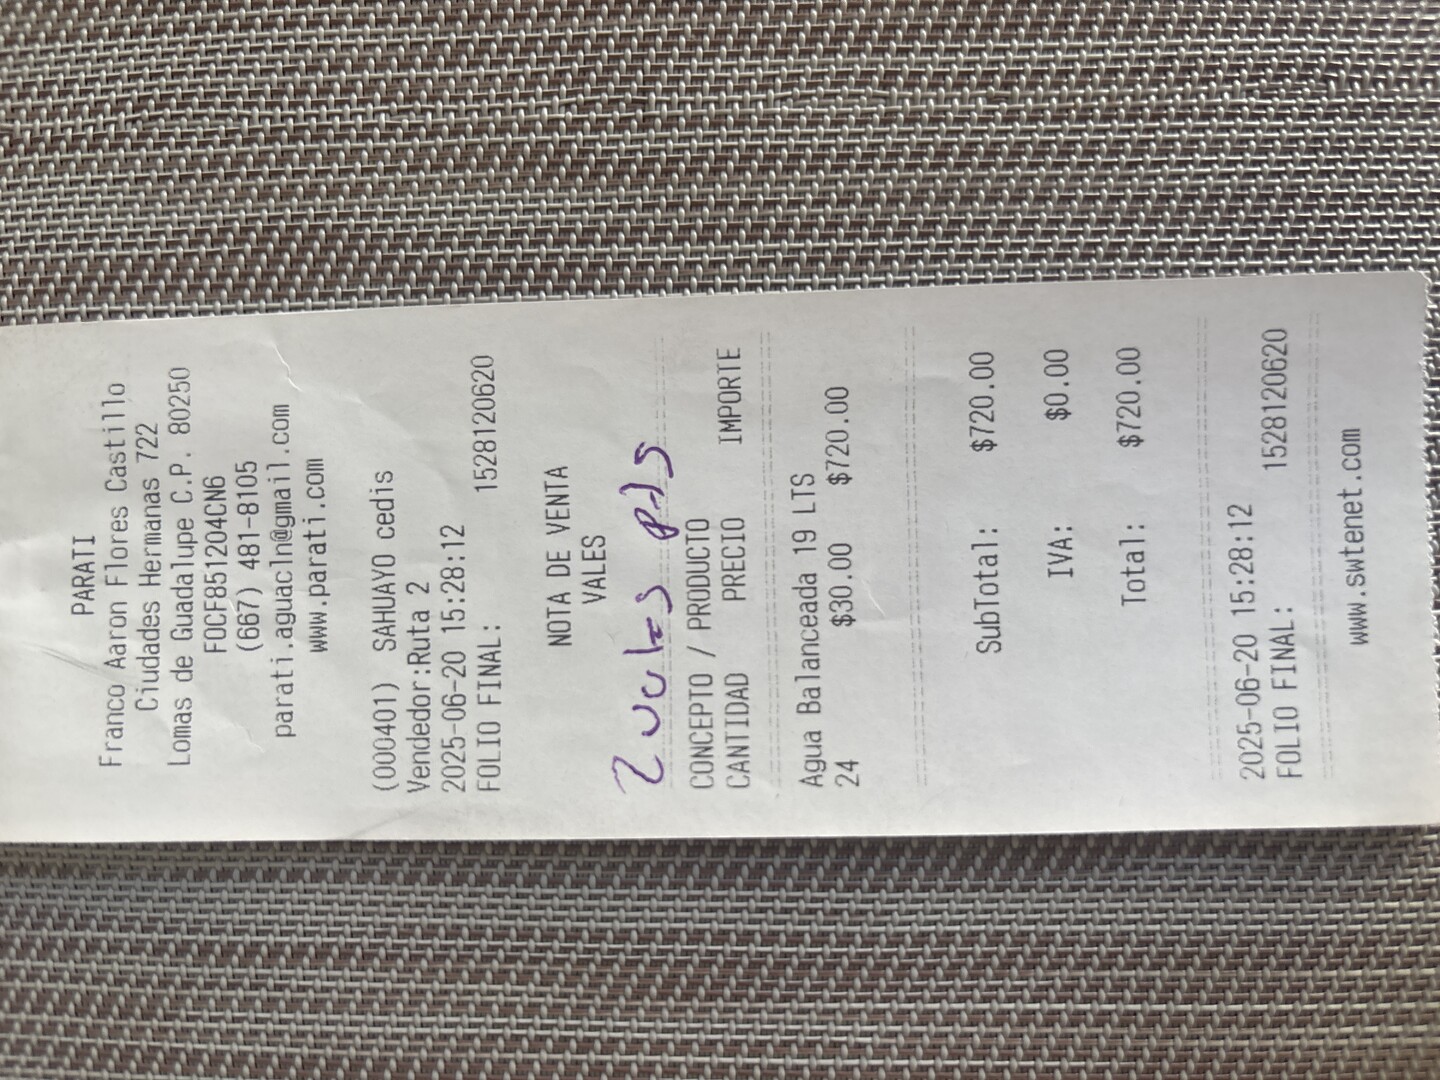 PARATI
Franco Aaron Flores Castillo
Ciudades Hermanas 722
Lomas de Guadalupe C.P. 80250
FOCF851204CN6
(667) 481-8105
parati.aguacln@gmail.com
www.parati.com
(000401) SAHUAYO cedis
Vendedor:Ruta 2
2025-06-20 15:28:12
FOLIO FINAL: 1528120620
NOTA DE VENTA
VALES
2
CONCEPTO / PRODUCTO
CANTIDAD PRECIO IMPORTE
Agua Balanceada 19 LTS
24 $30.00 $720.00
SubTotal: $720.00
IVA: $0.00
Total: $720.00
2025-06-20 15:28:12
FOLIO FINAL: 1528120620
www.swtenet.com